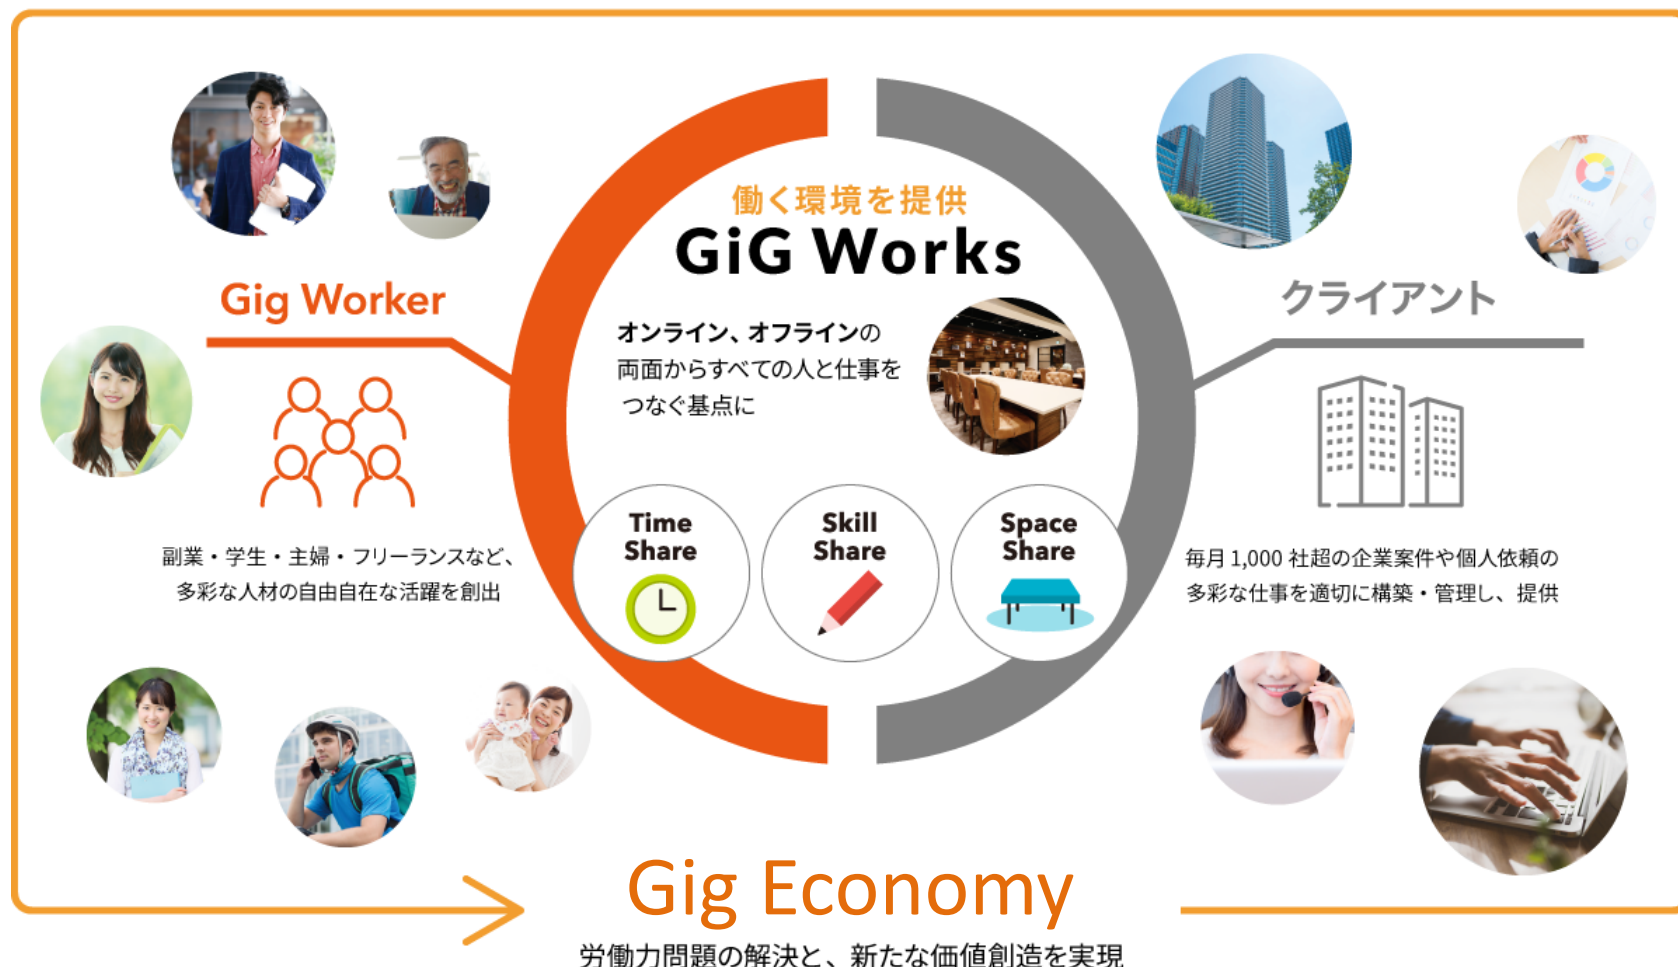 働く環境を提供
GiG Works
Gig Worker
クライアント
オンライン、オフラインの
両面からすべての人と仕事を
つなぐ基点に
Time
Share
Skill
Share
Space
Share
副業・学生・主婦・フリーランスなど、
多彩な人材の自由自在な活躍を創出
毎月1,000 社超の企業案件や個人依頼の
多彩な仕事を適切に構築・管理し、提供
Gig Economy
労働力問題の解決と、新たな価値創造を実現